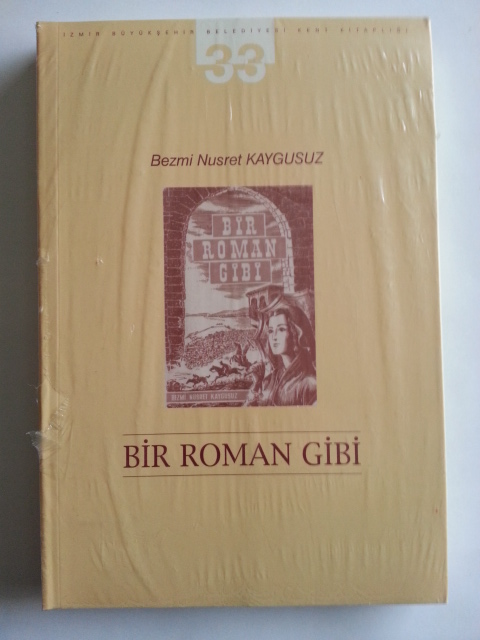 İZMİR BÜYÜKŞEHİR BELEDİYESİ KENT KİTAPLIĞI
33
Bezmi Nusret KAYGUSUZ
BİR
ROMAN
GİBİ
BEZMİ NUSRET KAYGUSUZ
BİR ROMAN GİBİ